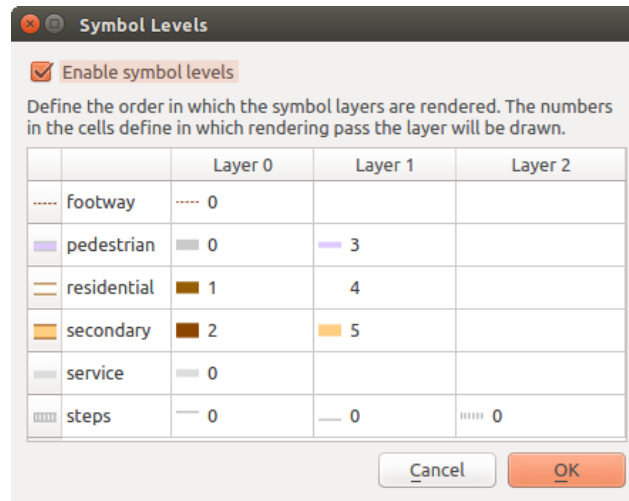 Symbol Levels
Enable symbol levels
Define the order in which the symbol layers are rendered. The numbers
in the cells define in which rendering pass the layer will be drawn.
Layer 0 Layer 1 Layer 2
footway 0
pedestrian 0 3
residential 1 4
secondary 2 5
service 0
steps 0 0 0
Cancel OK